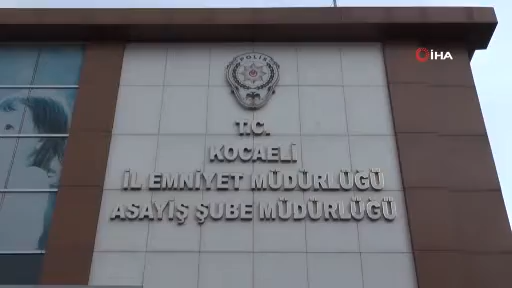 İHA
POLİS
T.C.
KOCAELİ
İL EMNİYET MÜDÜRLÜĞÜ
ASAYİŞ ŞUBE MÜDÜRLÜĞÜ